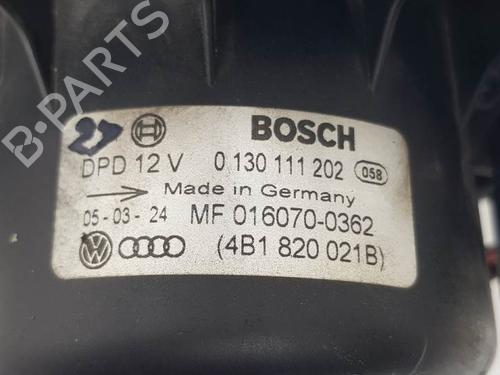 B-PARTS
27
BOSCH
DPD 12 V 0 130 111 202 058
Made in Germany
05-03-24 MF 016070-0362
(4B1 820 021B)